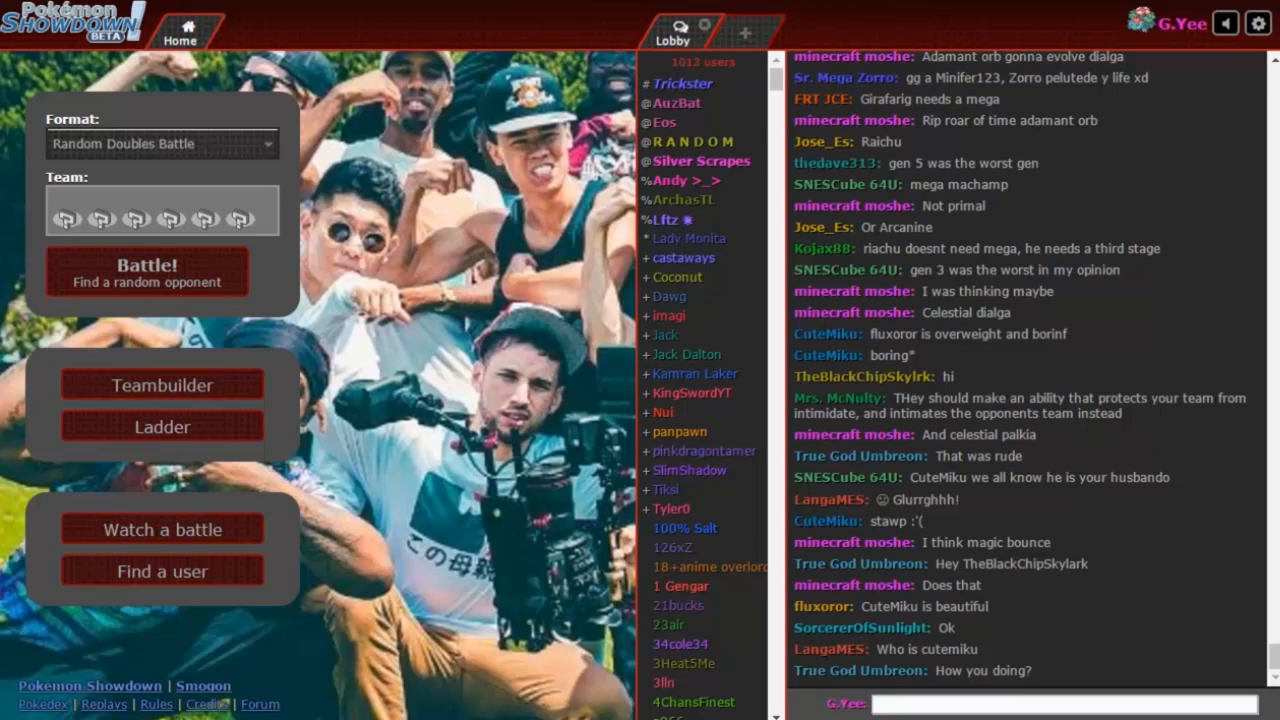 Pokémon
SHOWDOWN!
BETA
Home
Lobby
G.Yee
Format:
Random Doubles Battle
Team:
Battle!
Find a random opponent
Teambuilder
Ladder
Watch a battle
Find a user
この母親
Pokémon Showdown | Smogon
Pokédex | Replays | Rules | Credits | Forum
1013 users
# Trickster
@AuzBat
@Eos
@R A N D O M
@Silver Scrapes
%Andy >_>
%ArchasTL
%Lftz ✺
* Lady Monita
+castaways
+Coconut
+Dawg
+imagi
+Jack
+Jack Dalton
+Kamran Laker
+KingSwordYT
+Nui
+panpawn
+pinkdragontamer
+SlimShadow
+Tiksi
+Tyler0
100% Salt
126xZ
18+anime overlord
1 Gengar
21bucks
23alr
34cole34
3Heat5Me
3lln
4ChansFinest
minecraft moshe: Adamant orb gonna evolve dialga
Sr. Mega Zorro: gg a Minifer123, Zorro pelutede y life xd
FRT JCE: Girafarig needs a mega
minecraft moshe: Rip roar of time adamant orb
Jose_Es: Raichu
thedave313: gen 5 was the worst gen
SNESCube 64U: mega machamp
minecraft moshe: Not primal
Jose_Es: Or Arcanine
Kojax88: riachu doesnt need mega, he needs a third stage
SNESCube 64U: gen 3 was the worst in my opinion
minecraft moshe: I was thinking maybe
minecraft moshe: Celestial dialga
CuteMiku: fluxoror is overweight and borinf
CuteMiku: boring*
TheBlackChipSkylrk: hi
Mrs. McNulty: THey should make an ability that protects your team from
intimidate, and intimates the opponents team instead
minecraft moshe: And celestial palkia
True God Umbreon: That was rude
SNESCube 64U: CuteMiku we all know he is your husbando
LangaMES: ☺ Glurrghhh!
CuteMiku: stawp :'(
minecraft moshe: I think magic bounce
True God Umbreon: Hey TheBlackChipSkylark
minecraft moshe: Does that
fluxoror: CuteMiku is beautiful
SorcererOfSunlight: Ok
LangaMES: Who is cutemiku
True God Umbreon: How you doing?
G.Yee: